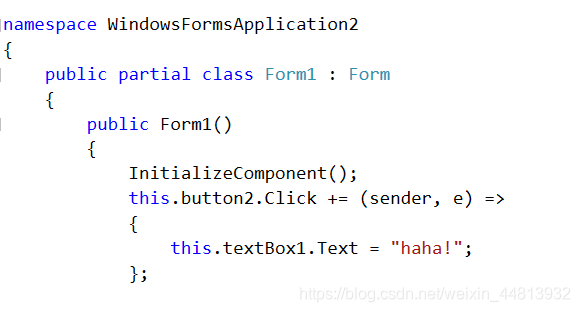 namespace WindowsFormsApplication2
{
    public partial class Form1 : Form
    {
        public Form1()
        {
            InitializeComponent();
            this.button2.Click += (sender, e) =>
            {
                this.textBox1.Text = "haha!";
            };
https://blog.csdn.net/weixin_44813932